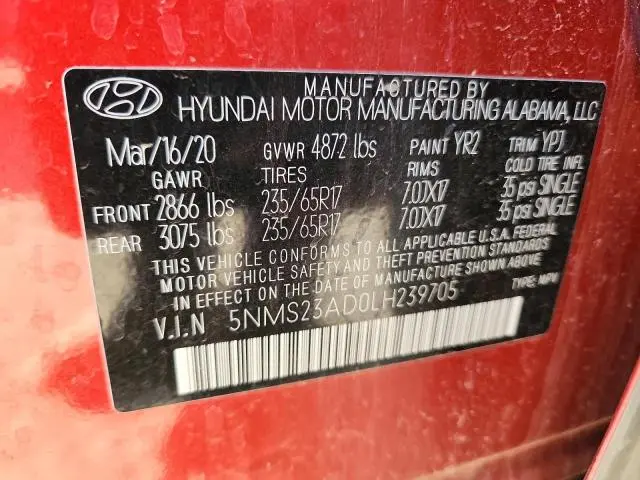 MANUFACTURED BY
HYUNDAI MOTOR MANUFACTURING ALABAMA, LLC
Mar/16/20 GVWR 4872 lbs PAINT YR2 TRIM YPJ
GAWR TIRES RIMS COLD TIRE INFL
FRONT 2866 lbs 235/65R17 7.0JX17 35 psi SINGLE
REAR 3075 lbs 235/65R17 7.0JX17 35 psi SINGLE
THIS VEHICLE CONFORMS TO ALL APPLICABLE U.S.A. FEDERAL
MOTOR VEHICLE SAFETY AND THEFT PREVENTION STANDARDS
IN EFFECT ON THE DATE OF MANUFACTURE SHOWN ABOVE.
V.I.N 5NMS23AD0LH239705 TYPE: MPV